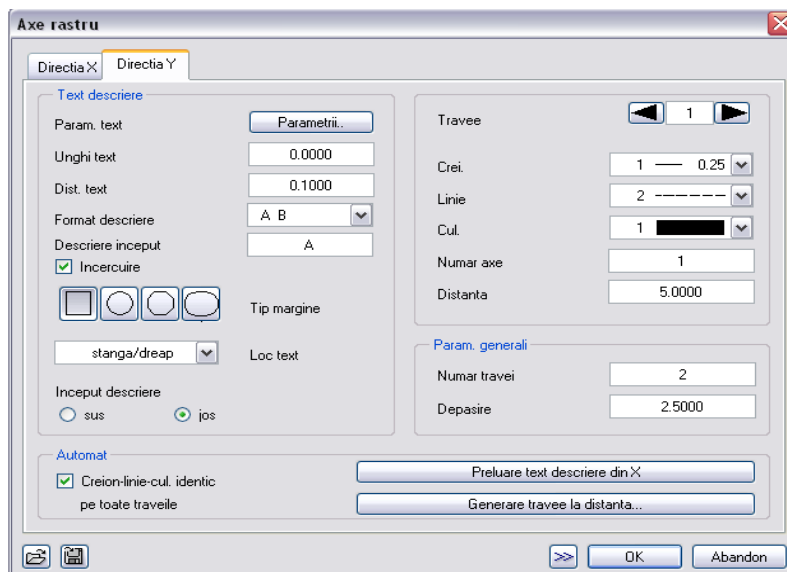 Axe rastru
Directia X
Directia Y
Text descriere
Param. text
Parametrii..
Unghi text
0.0000
Dist. text
0.1000
Format descriere
A B
Descriere inceput
A
Incercuire
Tip margine
stanga/dreap
Loc text
Inceput descriere
sus
jos
Travee
1
Crei.
1
0.25
Linie
2
Cul.
1
Numar axe
1
Distanta
5.0000
Param. generali
Numar travei
2
Depasire
2.5000
Automat
Creion-linie-cul. identic
pe toate traveile
Preluare text descriere din X
Generare travee la distanta...
>>
OK
Abandon